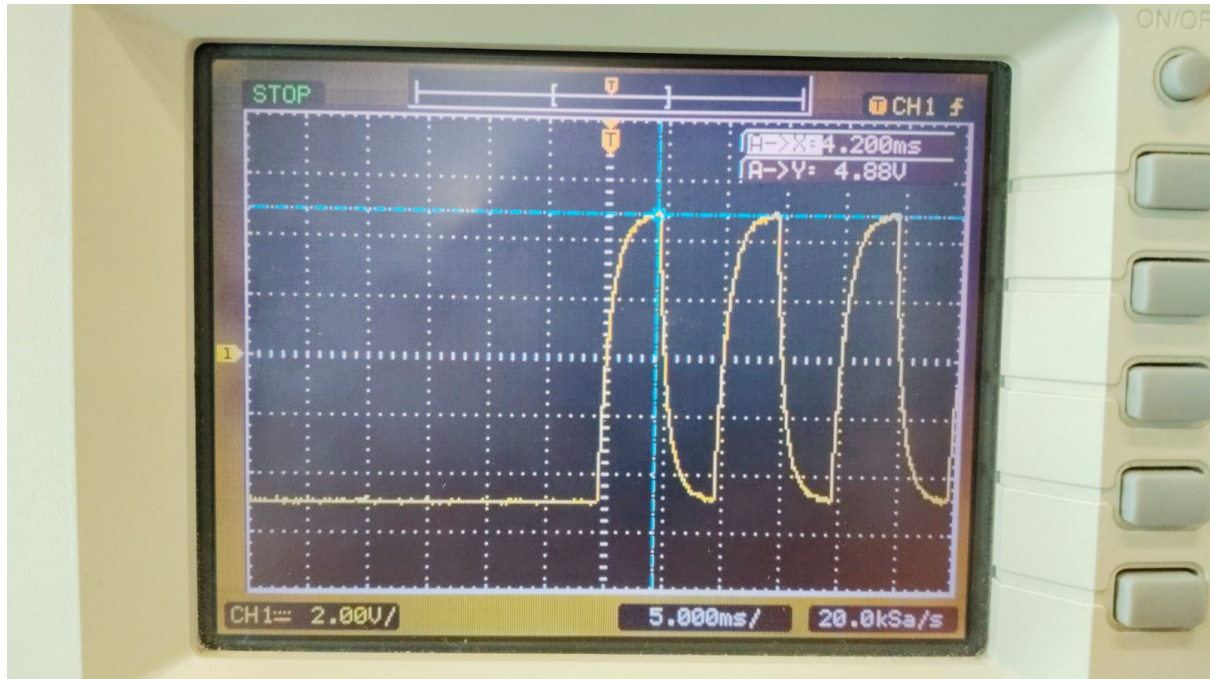 ON/OF
STOP
T
T CH1
T
A->X: 4.200ms
A->Y: 4.88V
1
CH1 2.00V/
5.000ms/
20.0kSa/s